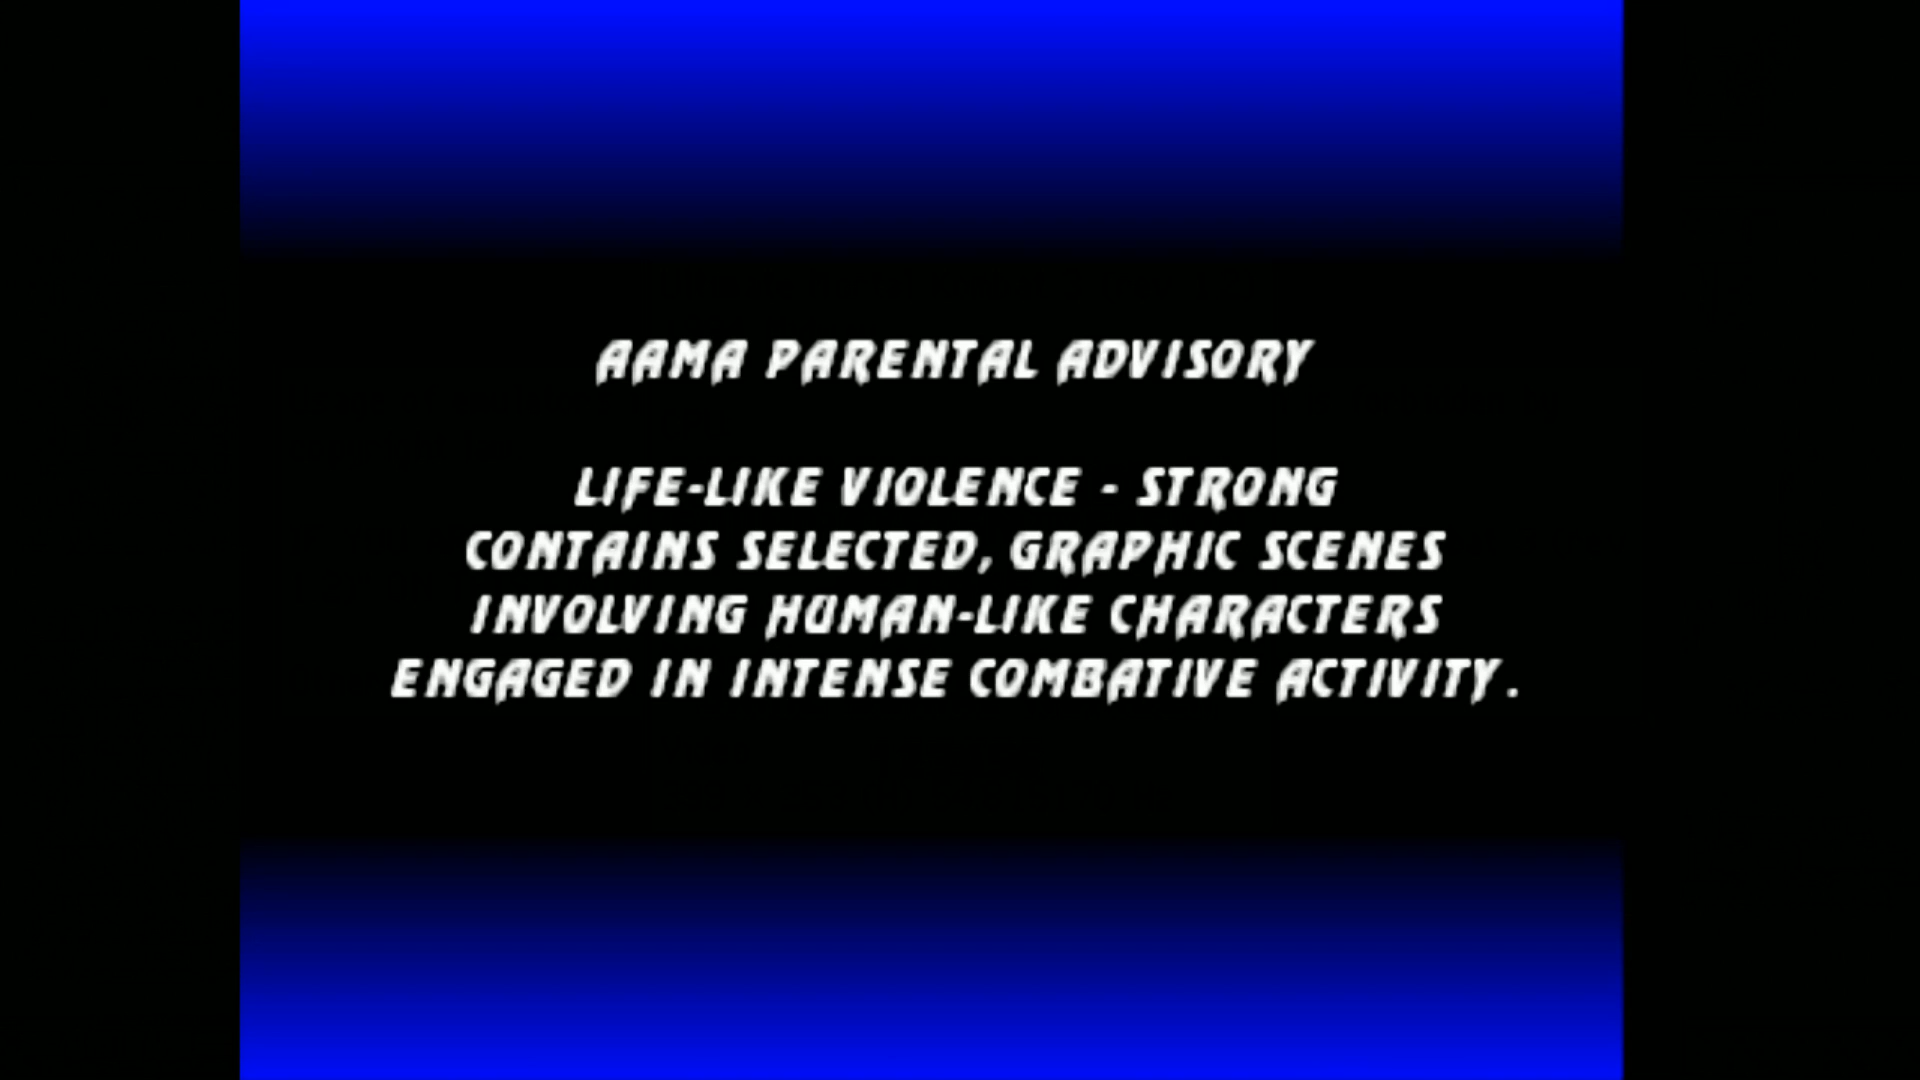 AAMA PARENTAL ADVISORY
LIFE-LIKE VIOLENCE - STRONG
CONTAINS SELECTED, GRAPHIC SCENES
INVOLVING HUMAN-LIKE CHARACTERS
ENGAGED IN INTENSE COMBATIVE ACTIVITY.